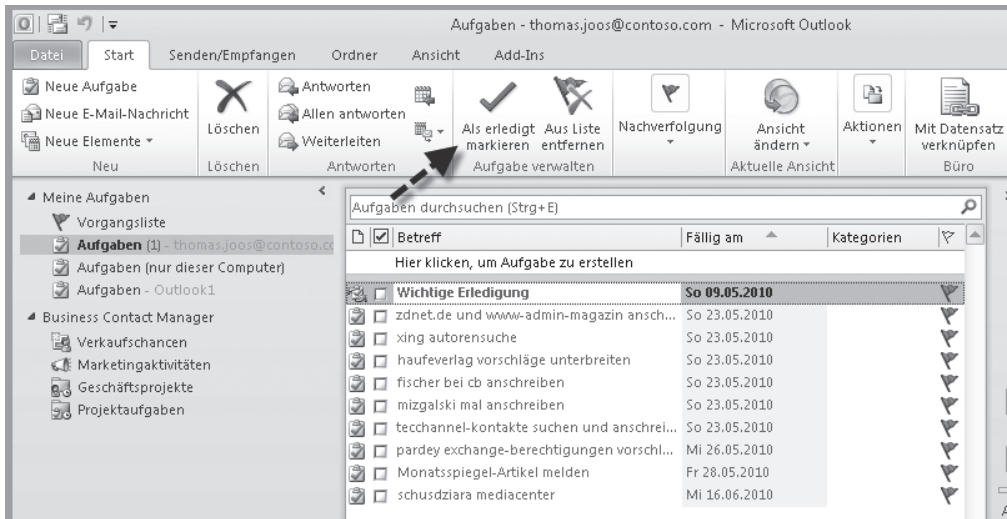 Aufgaben - thomas.joos@contoso.com - Microsoft Outlook
Datei Start Senden/Empfangen Ordner Ansicht Add-Ins
Neue Aufgabe
Neue E-Mail-Nachricht
Neue Elemente
Neu
Löschen
Löschen
Antworten
Allen antworten
Weiterleiten
Antworten
Als erledigt markieren
Aus Liste entfernen
Aufgabe verwalten
Nachverfolgung
Ansicht ändern
Aktuelle Ansicht
Aktionen
Mit Datensatz verknüpfen
Büro
Meine Aufgaben
Vorgangsliste
Aufgaben (1) - thomas.joos@contoso.co
Aufgaben (nur dieser Computer)
Aufgaben - Outlook1
Business Contact Manager
Verkaufschancen
Marketingaktivitäten
Geschäftsprojekte
Projektaufgaben
Aufgaben durchsuchen (Strg+E)
Betreff Fällig am Kategorien
Hier klicken, um Aufgabe zu erstellen
Wichtige Erledigung So 09.05.2010
zdnet.de und www-admin-magazin ansch... So 23.05.2010
xing autorensuche So 23.05.2010
haufeverlag vorschläge unterbreiten So 23.05.2010
fischer bei cb anschreiben So 23.05.2010
mizgalski mal anschreiben So 23.05.2010
tecchannel-kontakte suchen und anschrei... So 23.05.2010
pardey exchange-berechtigungen vorschl... Mi 26.05.2010
Monatsspiegel-Artikel melden Fr 28.05.2010
schusdziara mediacenter Mi 16.06.2010